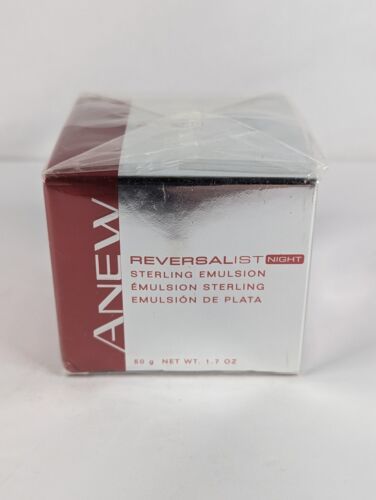 ANEW
REVERSALIST NIGHT
STERLING EMULSION
ÉMULSION STERLING
EMULSIÓN DE PLATA
50 g NET WT. 1.7 OZ